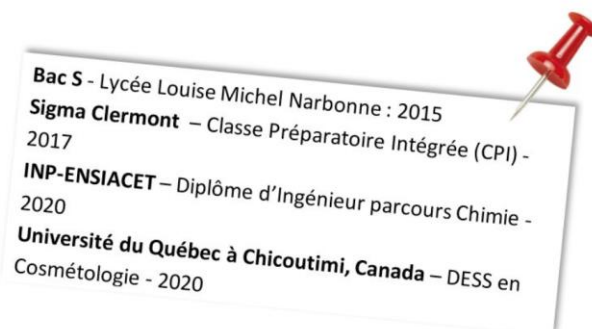 Bac S - Lycée Louise Michel Narbonne : 2015
Sigma Clermont – Classe Préparatoire Intégrée (CPI) -
2017
INP-ENSIACET – Diplôme d’Ingénieur parcours Chimie -
2020
Université du Québec à Chicoutimi, Canada – DESS en
Cosmétologie - 2020